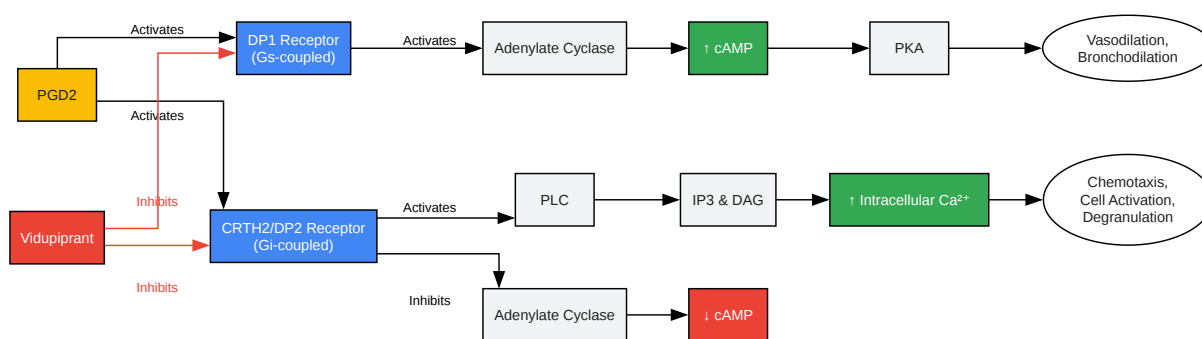 Activates
DP1 Receptor
(Gs-coupled)
Activates
Adenylate Cyclase
↑ cAMP
PKA
Vasodilation,
Bronchodilation
PGD2
Activates
Inhibits
Vidupiprant
Inhibits
CRTH2/DP2 Receptor
(Gi-coupled)
Activates
PLC
IP3 & DAG
↑ Intracellular Ca²⁺
Chemotaxis,
Cell Activation,
Degranulation
Inhibits
Adenylate Cyclase
↓ cAMP